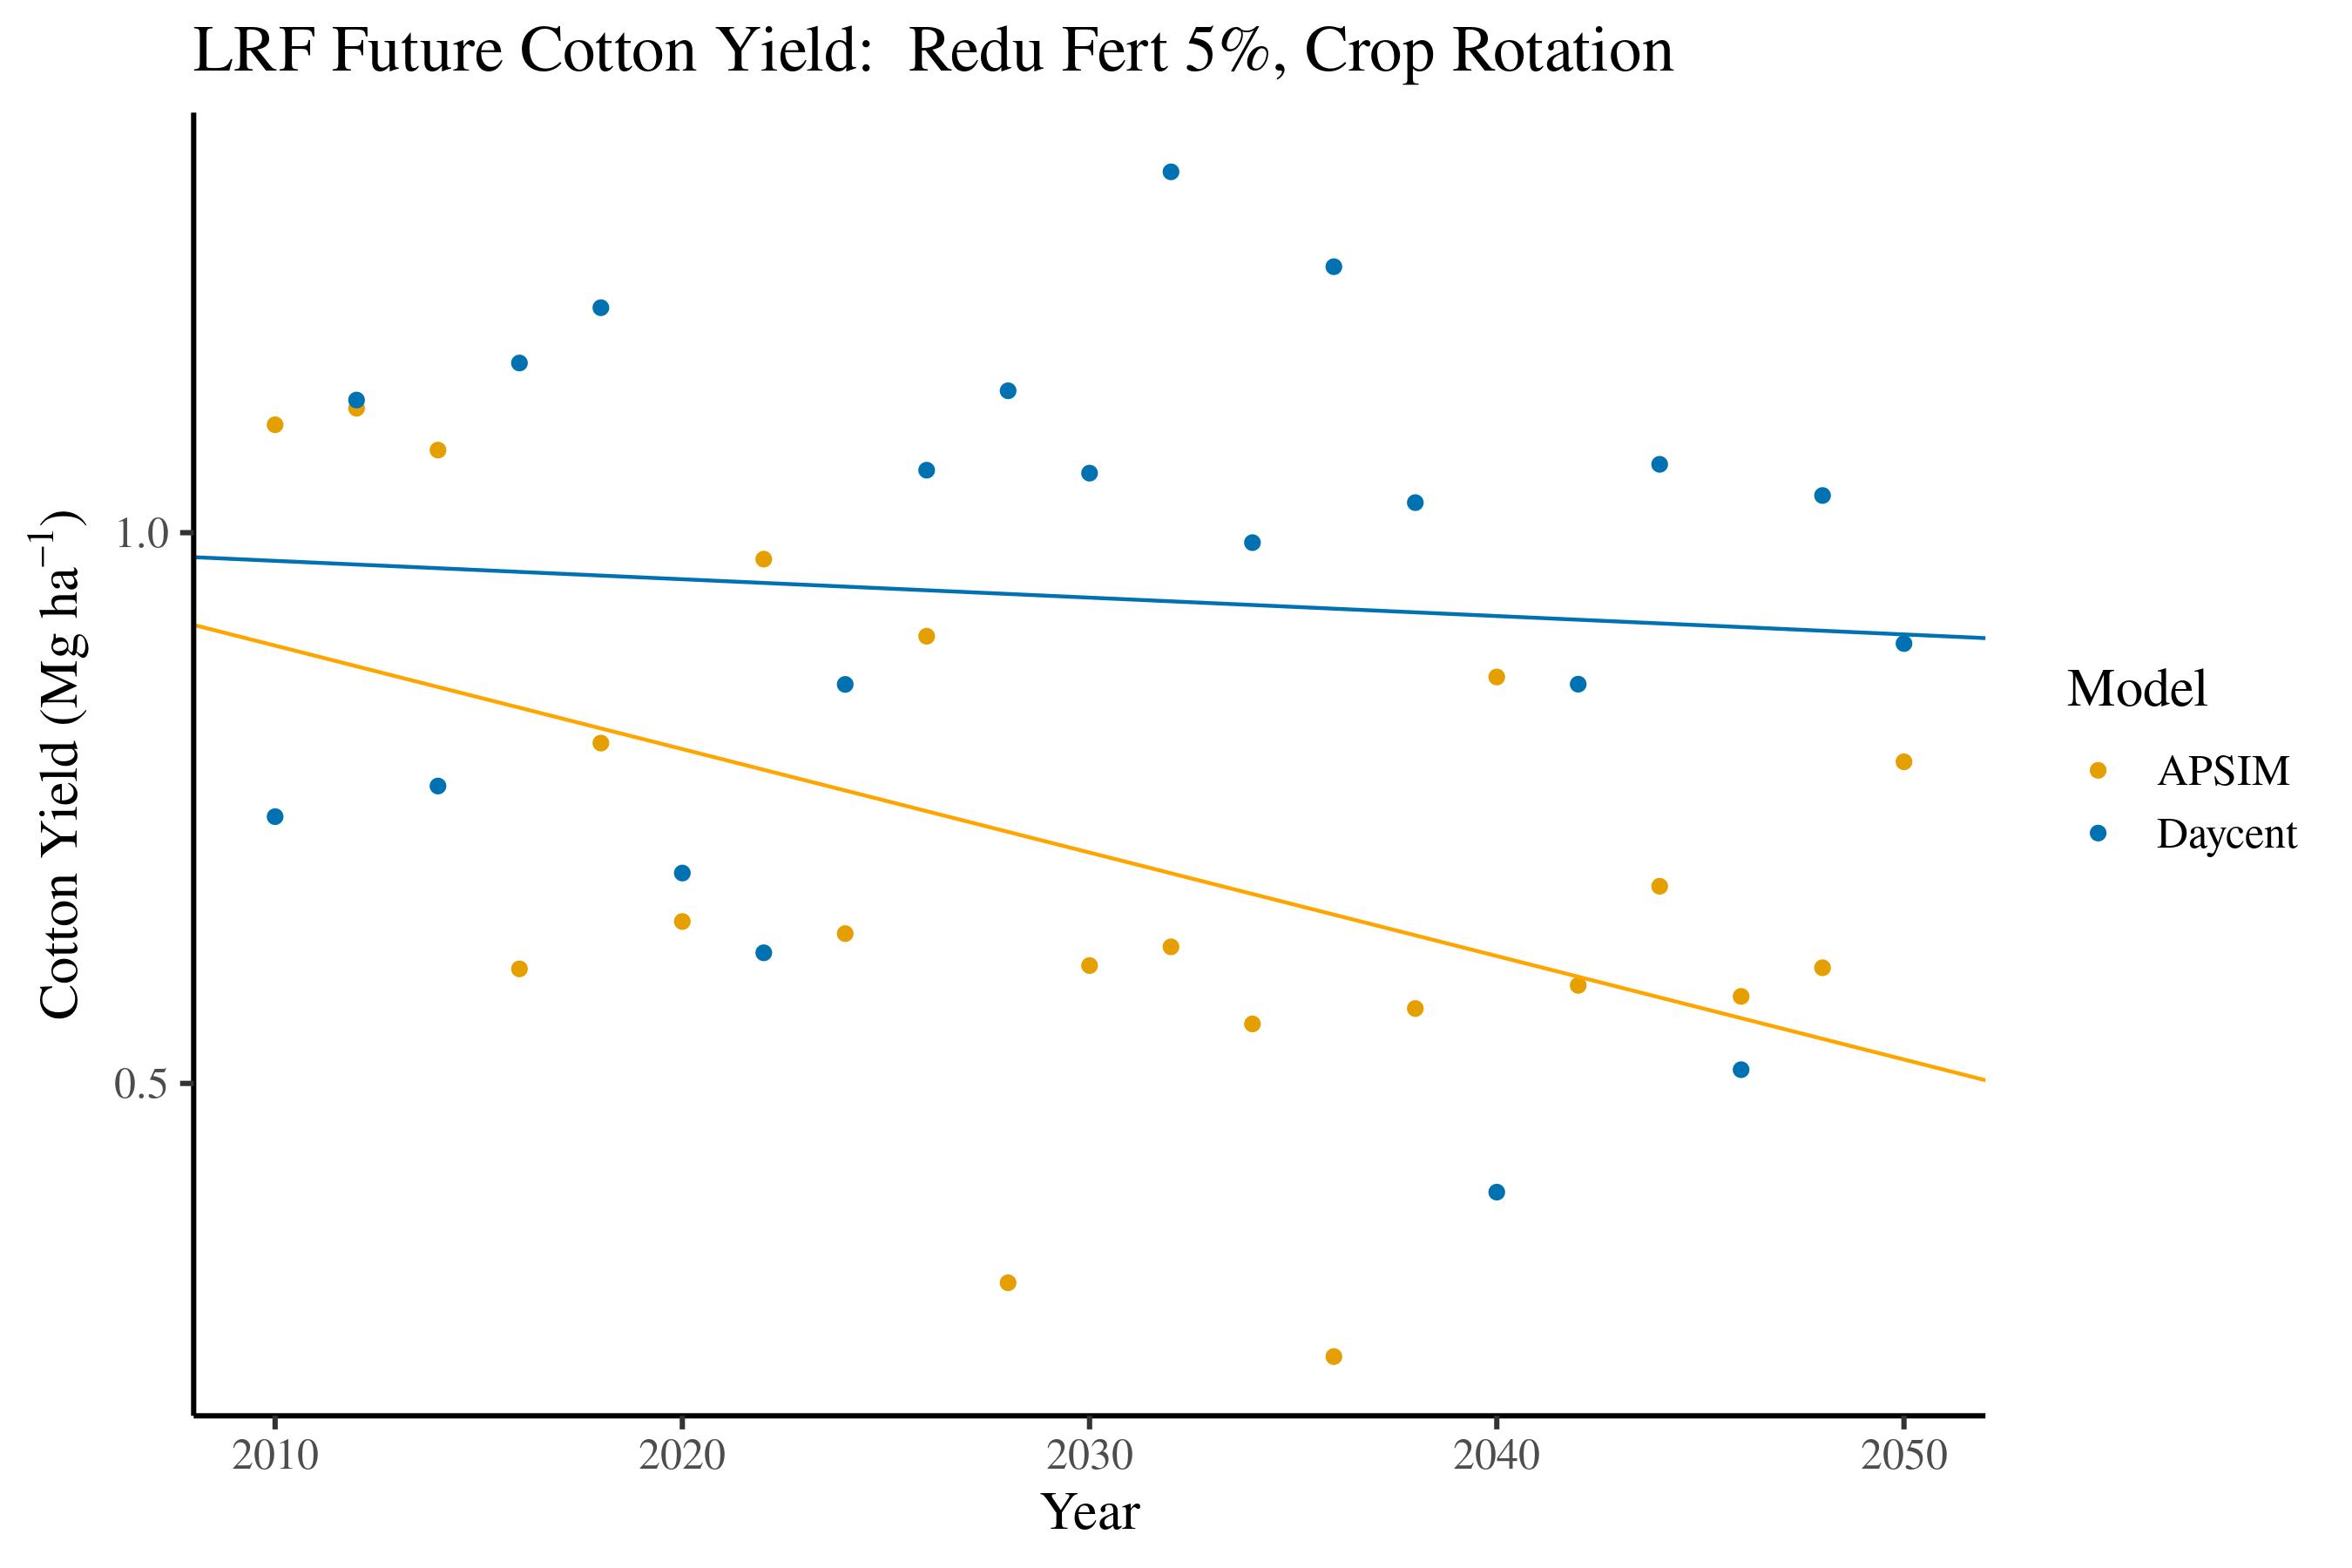 LRF Future Cotton Yield:  Redu Fert 5%, Crop Rotation
Cotton Yield (Mg ha⁻¹)
1.0
0.5
2010
2020
2030
2040
2050
Year
Model
APSIM
Daycent